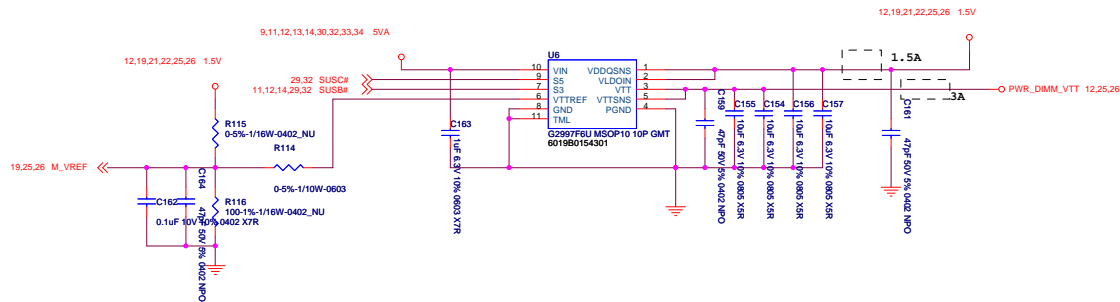 12,19,21,22,25,26 1.5V
9,11,12,13,14,30,32,33,34 5VA
12,19,21,22,25,26 1.5V
29,32 SUSC#
11,12,14,29,32 SUSB#
U6
10 VIN
9 S5
7 S3
6 VTTREF
8 GND
11 TML
VDDQSNS 1
VLDOIN 2
VTT 3
VTTSNS 5
PGND 4
G2997F6U MSOP10 10P GMT
6019B0154301
1.5A
3A
PWR_DIMM_VTT 12,25,26
R115
0-5%-1/16W-0402_NU
R114
0-5%-1/10W-0603
19,25,26 M_VREF
R116
100-1%-1/16W-0402_NU
C162
0.1uF 10V 10% 0402 X7R
C164
47pF 50V 5% 0402 NPO
C163
1uF 6.3V 10% 0603 X7R
C159
47pF 50V 5% 0402 NPO
C155
10uF 6.3V 10% 0805 X5R
C154
10uF 6.3V 10% 0805 X5R
C156
10uF 6.3V 10% 0805 X5R
C157
10uF 6.3V 10% 0805 X5R
C161
47pF 50V 5% 0402 NPO